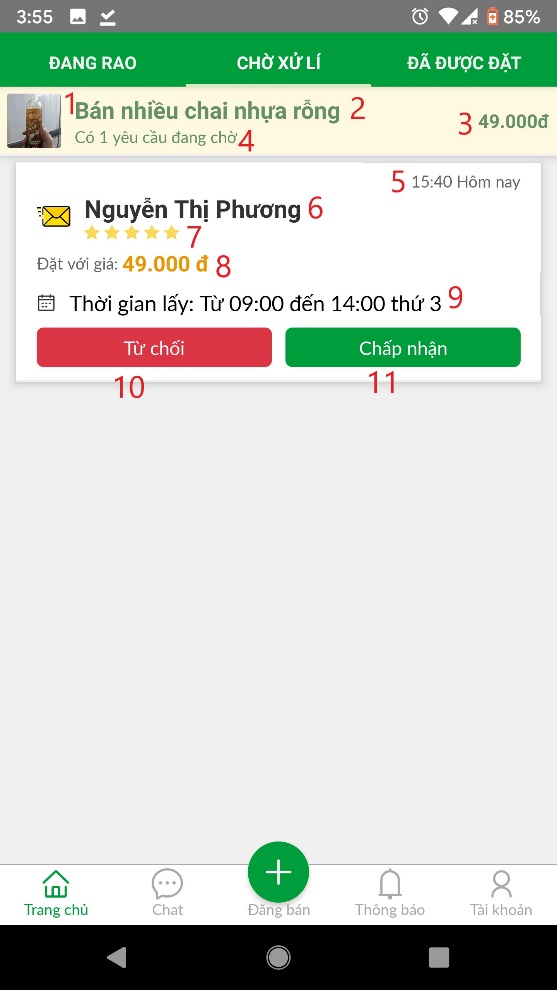 3:55 85%
ĐANG RAO CHỜ XỬ LÍ ĐÃ ĐƯỢC ĐẶT
1 Bán nhiều chai nhựa rỗng 2
3 49.000đ
Có 1 yêu cầu đang chờ 4
5 15:40 Hôm nay
Nguyễn Thị Phương 6
7
Đặt với giá: 49.000 đ 8
Thời gian lấy: Từ 09:00 đến 14:00 thứ 3 9
Từ chối Chấp nhận
10 11
Trang chủ Chat Đăng bán Thông báo Tài khoản